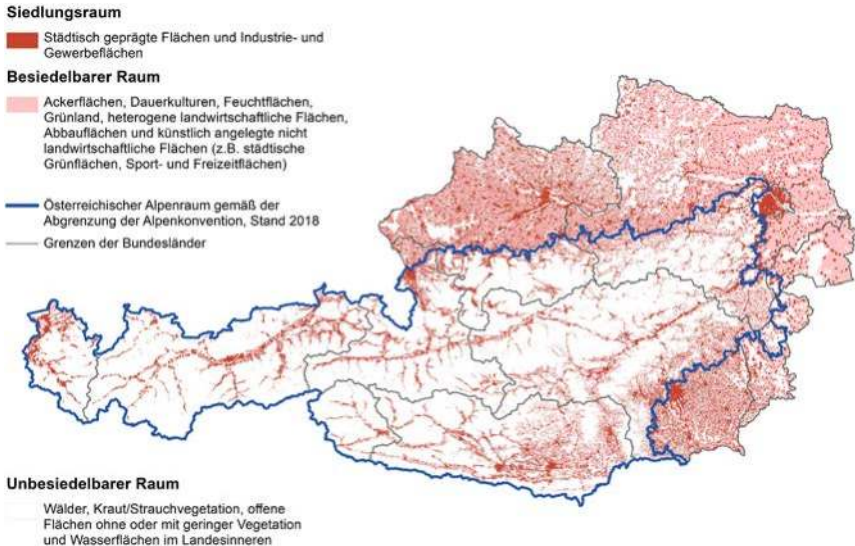 Siedlungsraum
Städtisch geprägte Flächen und Industrie- und
Gewerbeflächen
Besiedelbarer Raum
Ackerflächen, Dauerkulturen, Feuchtflächen,
Grünland, heterogene landwirtschaftliche Flächen,
Abbauflächen und künstlich angelegte nicht
landwirtschaftliche Flächen (z.B. städtische
Grünflächen, Sport- und Freizeitflächen)
Österreichischer Alpenraum gemäß der
Abgrenzung der Alpenkonvention, Stand 2018
Grenzen der Bundesländer
Unbesiedelbarer Raum
Wälder, Kraut/Strauchvegetation, offene
Flächen ohne oder mit geringer Vegetation
und Wasserflächen im Landesinneren